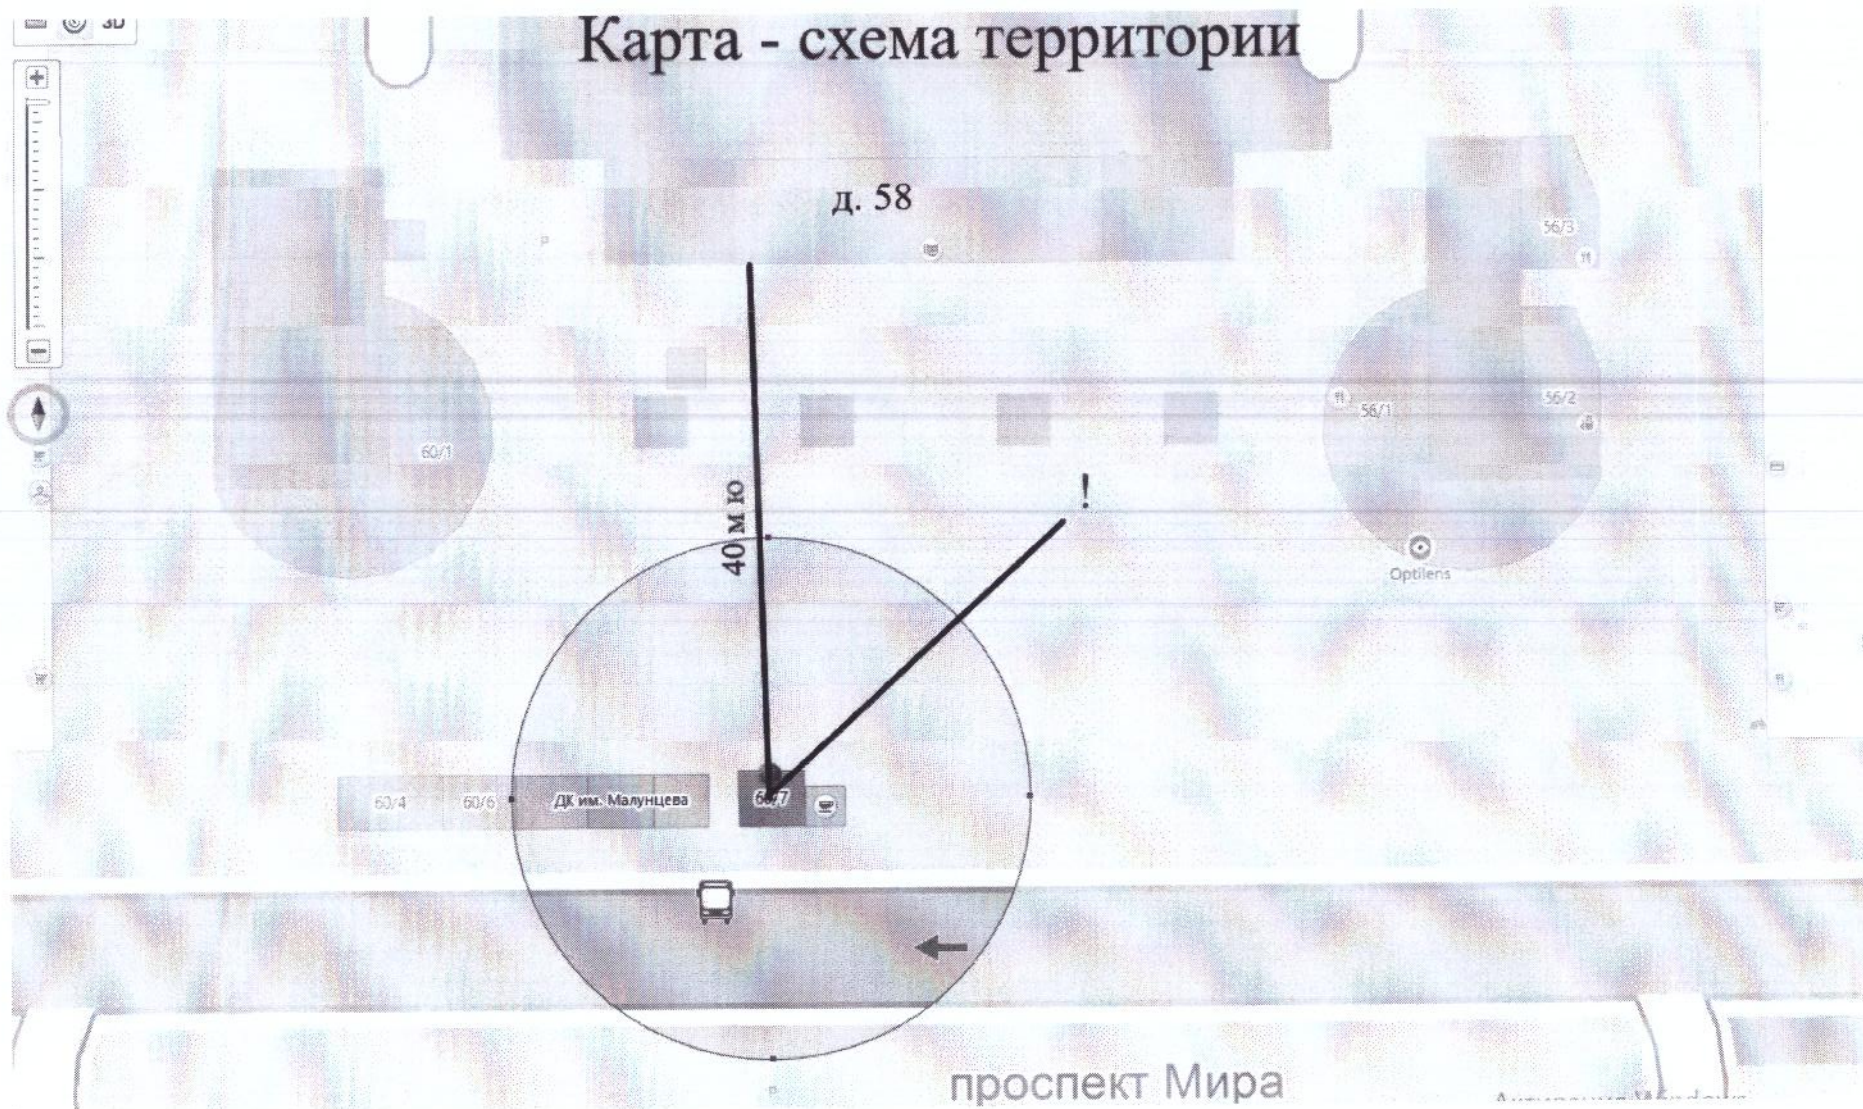 3D
Карта - схема территории
д. 58
56/3
56/1
56/2
60/1
40 м ю
!
Optilens
60/4
60/6
ДК им. Малунцева
60/7
проспект Мира